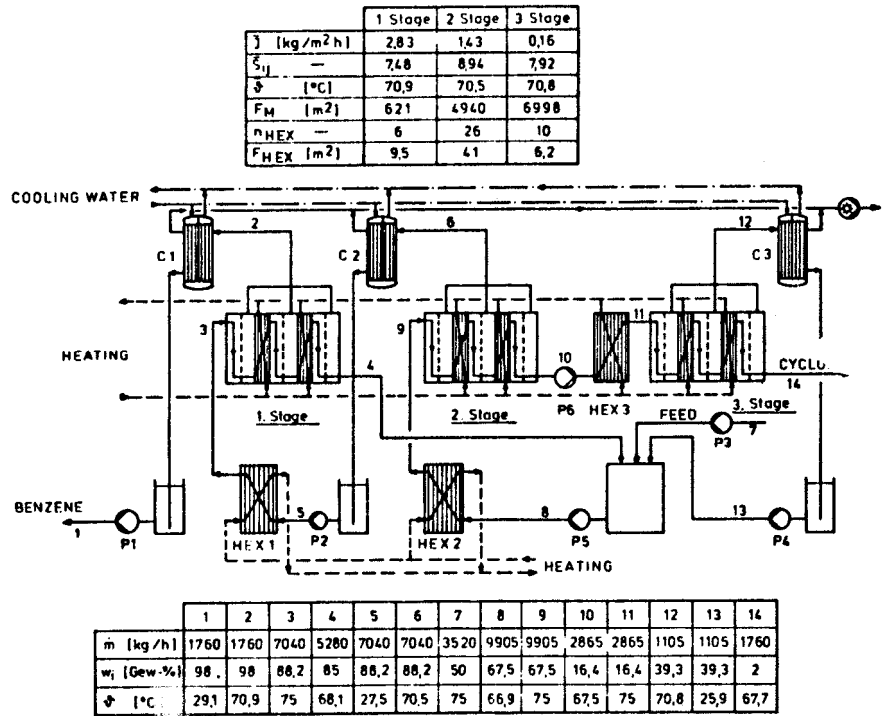 1 Stage 2 Stage 3 Stage
J̄ [kg/m²h] 2,83 1,43 0,16
S̄ij — 7,48 8,94 7,92
ϑ̄ [°C] 70,9 70,5 70,8
FM [m²] 621 4940 6998
nHEX — 6 26 10
FHEX [m²] 9,5 41 6,2
COOLING WATER
2 6 12
C1 C2 C3
3 9 11
HEATING
4 10 CYCLO.
14
1. Stage 2. Stage P6 HEX 3 3. Stage
FEED P3 7
BENZENE
1 P1 HEX 1 5 P2 HEX 2 8 P5 13 P4
HEATING
1 2 3 4 5 6 7 8 9 10 11 12 13 14
ṁ [kg/h] 1760 1760 7040 5280 7040 7040 3520 9905 9905 2865 2865 1105 1105 1760
wi [Gew-%] 98. 98 88,2 85 88,2 88,2 50 67,5 67,5 16,4 16,4 39,3 39,3 2
ϑ [°C 29,1 70,9 75 68,1 27,5 70,5 75 66,9 75 67,5 75 70,8 25,9 67,7